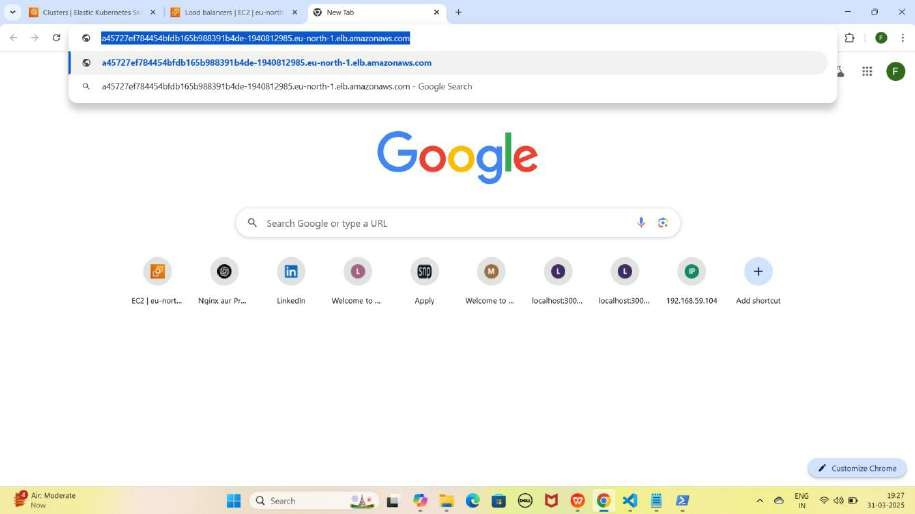 Clusters | Elastic Kubernetes Se
Load balancers | EC2 | eu-north
New Tab
a45727ef784454bfdb165b988391b4de-1940812985.eu-north-1.elb.amazonaws.com
F
a45727ef784454bfdb165b988391b4de-1940812985.eu-north-1.elb.amazonaws.com
a45727ef784454bfdb165b988391b4de-1940812985.eu-north-1.elb.amazonaws.com - Google Search
F
Google
Search Google or type a URL
L
SNP
M
L
L
IP
EC2 | eu-nort...
Nginx aur Pr...
LinkedIn
Welcome to ...
Apply
Welcome to ...
localhost:300...
localhost:300...
192.168.59.104
Add shortcut
Customize Chrome
4
Air: Moderate
Now
Search
DELL
ENG
IN
19:27
31-03-2025